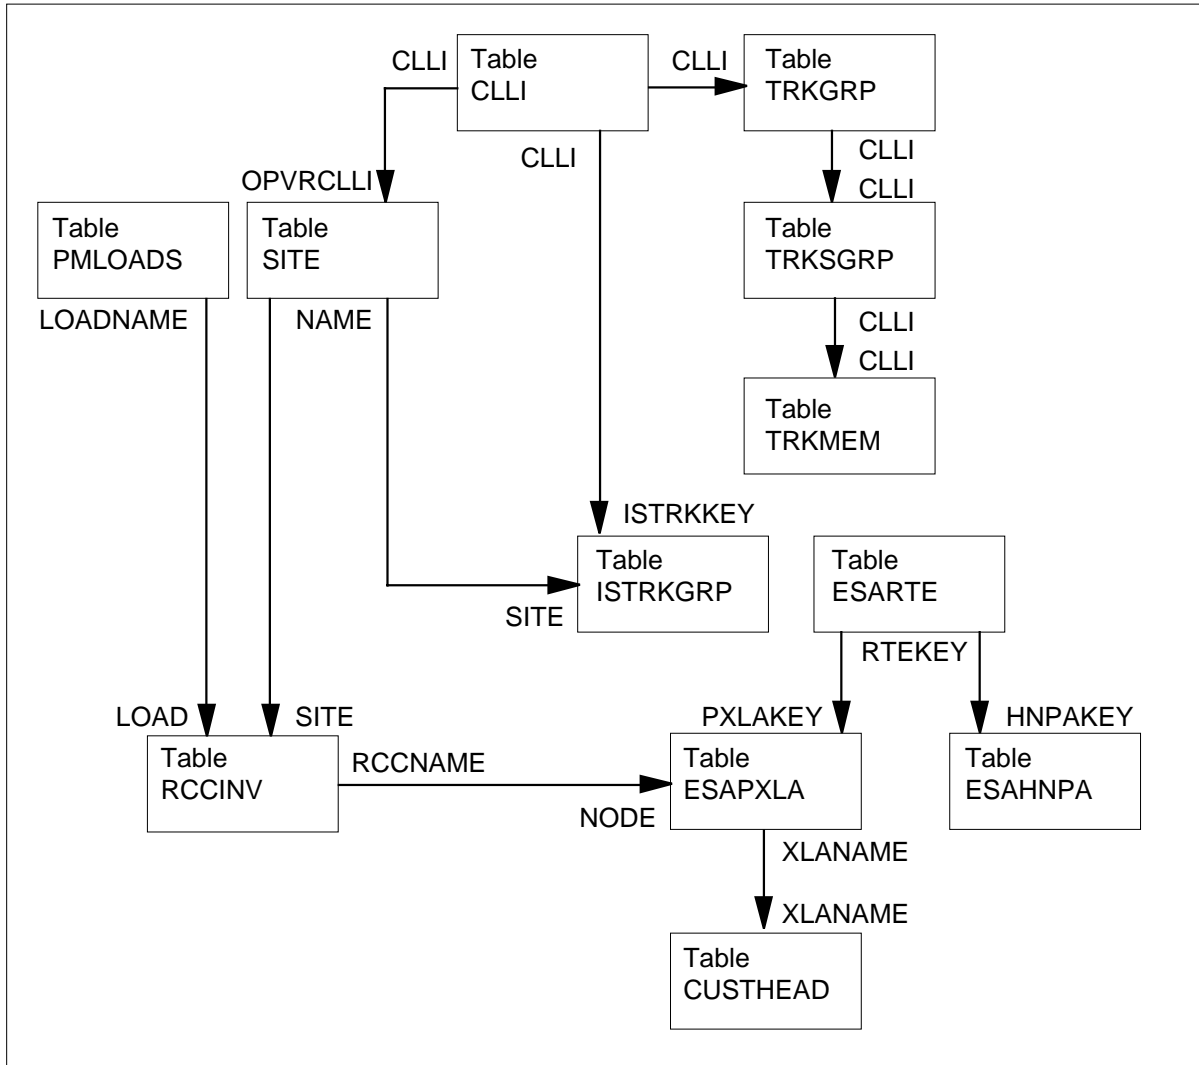 Table
CLLI
CLLI
CLLI
Table
TRKGRP
CLLI
CLLI
CLLI
OPVRCLLI
Table
PMLOADS
Table
SITE
Table
TRKSGRP
LOADNAME
NAME
CLLI
CLLI
Table
TRKMEM
ISTRKKEY
Table
ISTRKGRP
SITE
Table
ESARTE
RTEKEY
LOAD
SITE
PXLAKEY
HNPAKEY
Table
RCCINV
RCCNAME
NODE
Table
ESAPXLA
Table
ESAHNPA
XLANAME
XLANAME
Table
CUSTHEAD